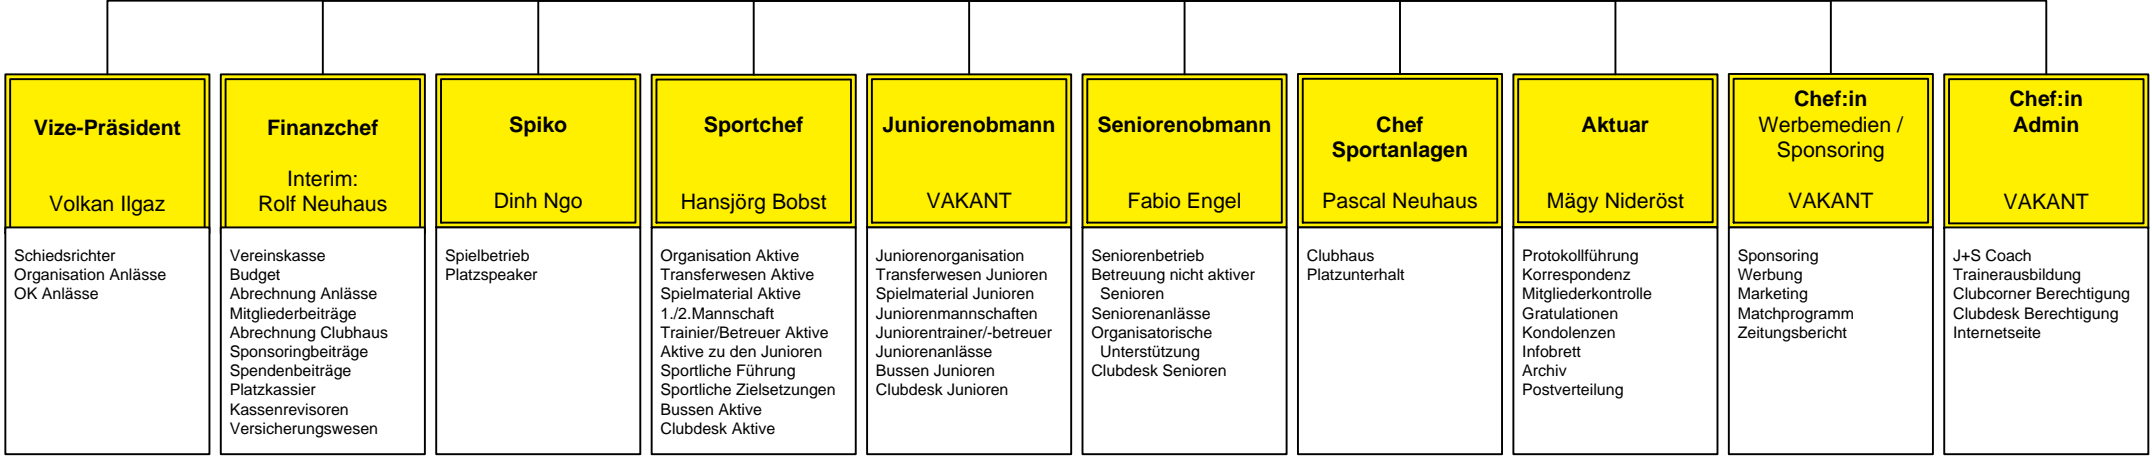 Vize-Präsident
Volkan Ilgaz
Schiedsrichter
Organisation Anlässe
OK Anlässe
Finanzchef
Interim:
Rolf Neuhaus
Vereinskasse
Budget
Abrechnung Anlässe
Mitgliederbeiträge
Abrechnung Clubhaus
Sponsoringbeiträge
Spendenbeiträge
Platzkassier
Kassenrevisoren
Versicherungswesen
Spiko
Dinh Ngo
Spielbetrieb
Platzspeaker
Sportchef
Hansjörg Bobst
Organisation Aktive
Transferwesen Aktive
Spielmaterial Aktive
1./2.Mannschaft
Trainier/Betreuer Aktive
Aktive zu den Junioren
Sportliche Führung
Sportliche Zielsetzungen
Bussen Aktive
Clubdesk Aktive
Juniorenobmann
VAKANT
Juniorenorganisation
Transferwesen Junioren
Spielmaterial Junioren
Juniorenmannschaften
Juniorentrainer/-betreuer
Juniorenanlässe
Bussen Junioren
Clubdesk Junioren
Seniorenobmann
Fabio Engel
Seniorenbetrieb
Betreuung nicht aktiver
Senioren
Seniorenanlässe
Organisatorische
Unterstützung
Clubdesk Senioren
Chef
Sportanlagen
Pascal Neuhaus
Clubhaus
Platzunterhalt
Aktuar
Mägy Nideröst
Protokollführung
Korrespondenz
Mitgliederkontrolle
Gratulationen
Kondolenzen
Infobrett
Archiv
Postverteilung
Chef:in
Werbemedien /
Sponsoring
VAKANT
Sponsoring
Werbung
Marketing
Matchprogramm
Zeitungsbericht
Chef:in
Admin
VAKANT
J+S Coach
Trainerausbildung
Clubcorner Berechtigung
Clubdesk Berechtigung
Internetseite